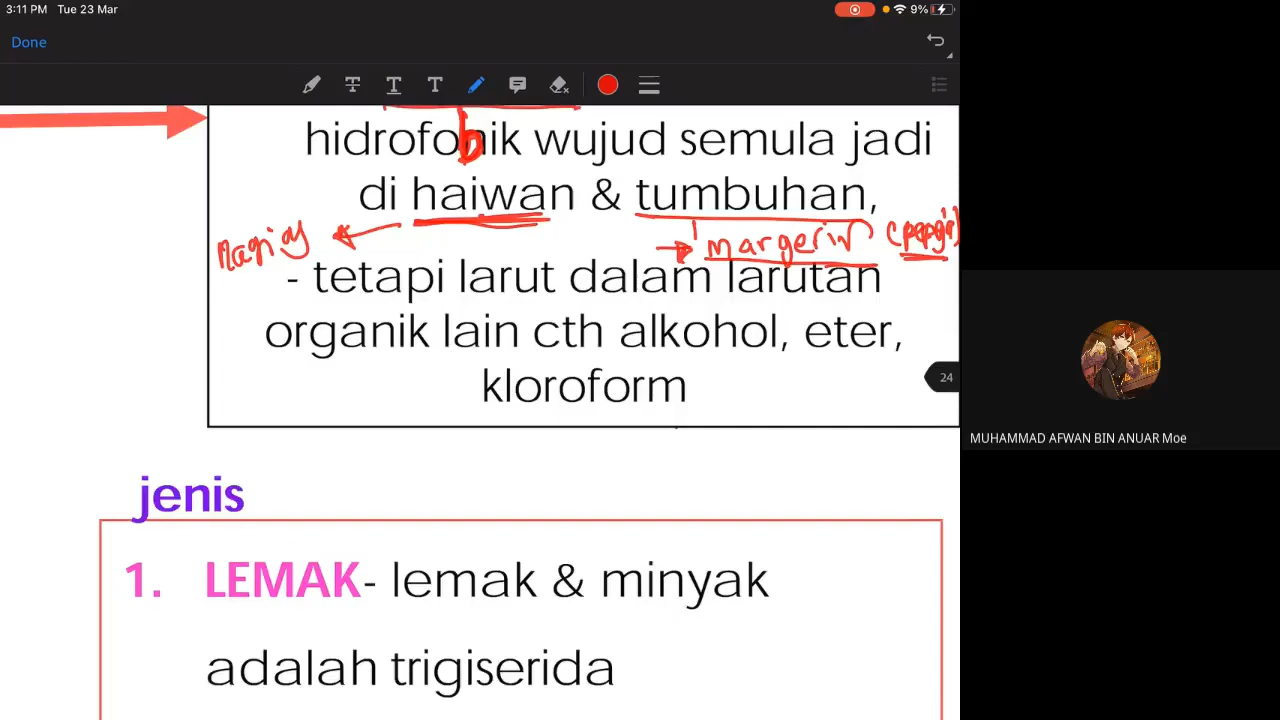 3:11 PM Tue 23 Mar 9%
Done
hidrofonik wujud semula jadi
b
di haiwan & tumbuhan,
margerin
- tetapi larut dalam larutan
organik lain cth alkohol, eter,
kloroform
24
MUHAMMAD AFWAN BIN ANUAR Moe
jenis
1. LEMAK- lemak & minyak
adalah trigiserida